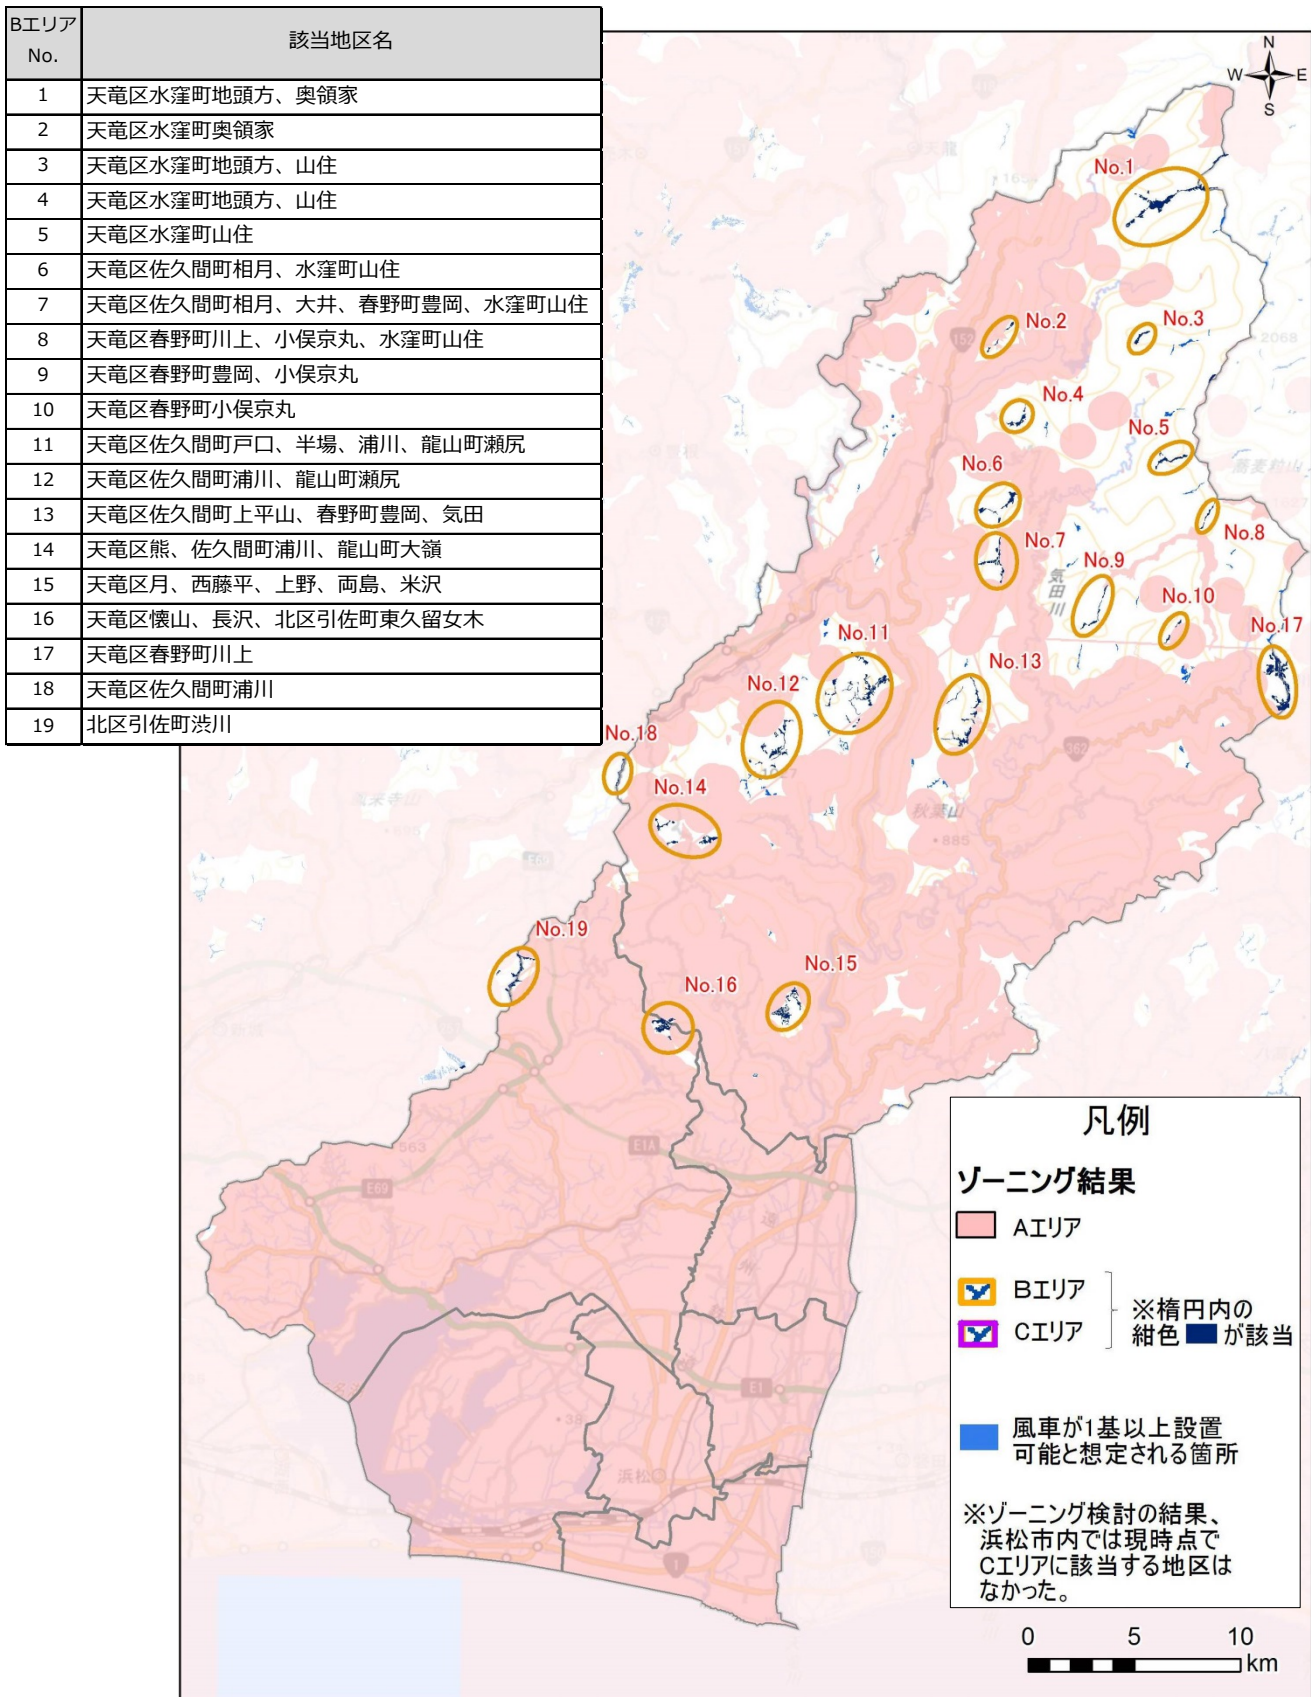 Bエリア
No.
該当地区名
1 天竜区水窪町地頭方、奥領家
2 天竜区水窪町奥領家
3 天竜区水窪町地頭方、山住
4 天竜区水窪町地頭方、山住
5 天竜区水窪町山住
6 天竜区佐久間町相月、水窪町山住
7 天竜区佐久間町相月、大井、春野町豊岡、水窪町山住
8 天竜区春野町川上、小俣京丸、水窪町山住
9 天竜区春野町豊岡、小俣京丸
10 天竜区春野町小俣京丸
11 天竜区佐久間町戸口、半場、浦川、龍山町瀬尻
12 天竜区佐久間町浦川、龍山町瀬尻
13 天竜区佐久間町上平山、春野町豊岡、気田
14 天竜区熊、佐久間町浦川、龍山町大嶺
15 天竜区月、西藤平、上野、両島、米沢
16 天竜区懐山、長沢、北区引佐町東久留女木
17 天竜区春野町川上
18 天竜区佐久間町浦川
19 北区引佐町渋川
N
W E
S
No.1
No.2
No.3
152
2068
No.4
No.5
No.6
No.8
No.7
No.9
気田川
No.10
No.17
No.11
No.13
No.12
No.18
362
No.14
秋葉山
885
No.19
No.15
No.16
E1A
E69
E1
浜松
1
凡例
ゾーニング結果
Aエリア
Bエリア
Cエリア
※楕円内の
紺色 が該当
風車が1基以上設置
可能と想定される箇所
※ゾーニング検討の結果、
浜松市内では現時点で
Cエリアに該当する地区は
なかった。
0 5 10
km